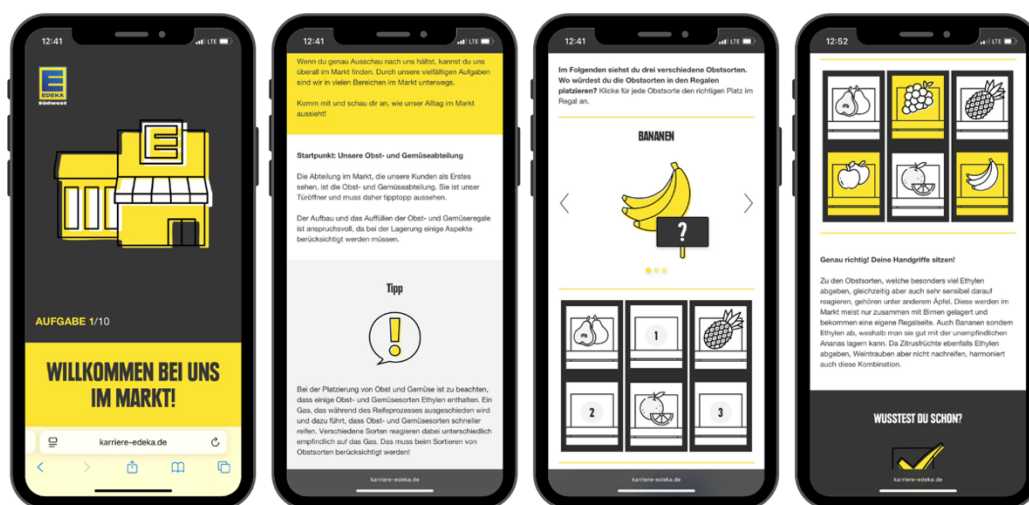 12:41
LTE
E
EDEKA
Südwest
E
AUFGABE 1/10
WILLKOMMEN BEI UNS
IM MARKT!
karriere-edeka.de
12:41
LTE
Wenn du genau Ausschau nach uns hältst, kannst du uns
überall im Markt finden. Durch unsere vielfältigen Aufgaben
sind wir in vielen Bereichen im Markt unterwegs.
Komm mit und schau dir an, wie unser Alltag im Markt
aussieht!
Startpunkt: Unsere Obst- und Gemüseabteilung
Die Abteilung im Markt, die unsere Kunden als Erstes
sehen, ist die Obst- und Gemüseabteilung. Sie ist unser
Türöffner und muss daher tipptopp aussehen.
Der Aufbau und das Auffüllen der Obst- und Gemüseregale
ist anspruchsvoll, da bei der Lagerung einige Aspekte
berücksichtigt werden müssen.
Tipp
!
Bei der Platzierung von Obst und Gemüse ist zu beachten,
dass einige Obst- und Gemüsesorten Ethylen enthalten. Ein
Gas, das während des Reifeprozesses ausgeschieden wird
und dazu führt, dass Obst- und Gemüsesorten schneller
reifen. Verschiedene Sorten reagieren dabei unterschiedlich
empfindlich auf das Gas. Das muss beim Sortieren von
Obstsorten berücksichtigt werden!
karriere-edeka.de
12:41
LTE
Im Folgenden siehst du drei verschiedene Obstsorten.
Wo würdest du die Obstsorten in den Regalen
platzieren? Klicke für jede Obstsorte den richtigen Platz im
Regal an.
BANANEN
?
1
2
3
karriere-edeka.de
12:52
LTE
Genau richtig! Deine Handgriffe sitzen!
Zu den Obstsorten, welche besonders viel Ethylen
abgeben, gleichzeitig aber auch sehr sensibel darauf
reagieren, gehören unter anderem Äpfel. Diese werden im
Markt meist nur zusammen mit Birnen gelagert und
bekommen eine eigene Regalseite. Auch Bananen sondern
Ethylen ab, weshalb man sie gut mit der unempfindlichen
Ananas lagern kann. Da Zitrusfrüchte ebenfalls Ethylen
abgeben, Weintrauben aber nicht nachreifen, harmoniert
auch diese Kombination.
WUSSTEST DU SCHON?
karriere-edeka.de